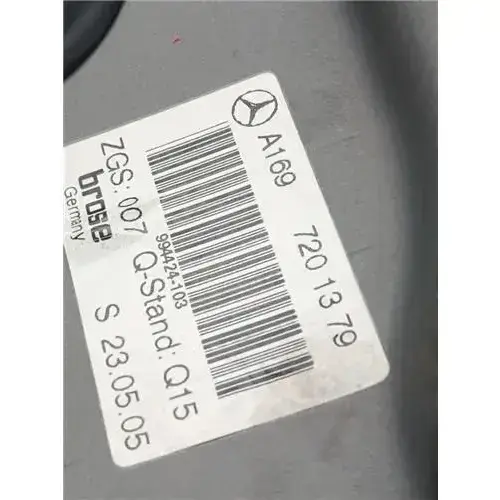 A169 720 13 79
994424-103
ZGS: 007 Q-Stand: Q15
brose
Germany
S 23.05.05